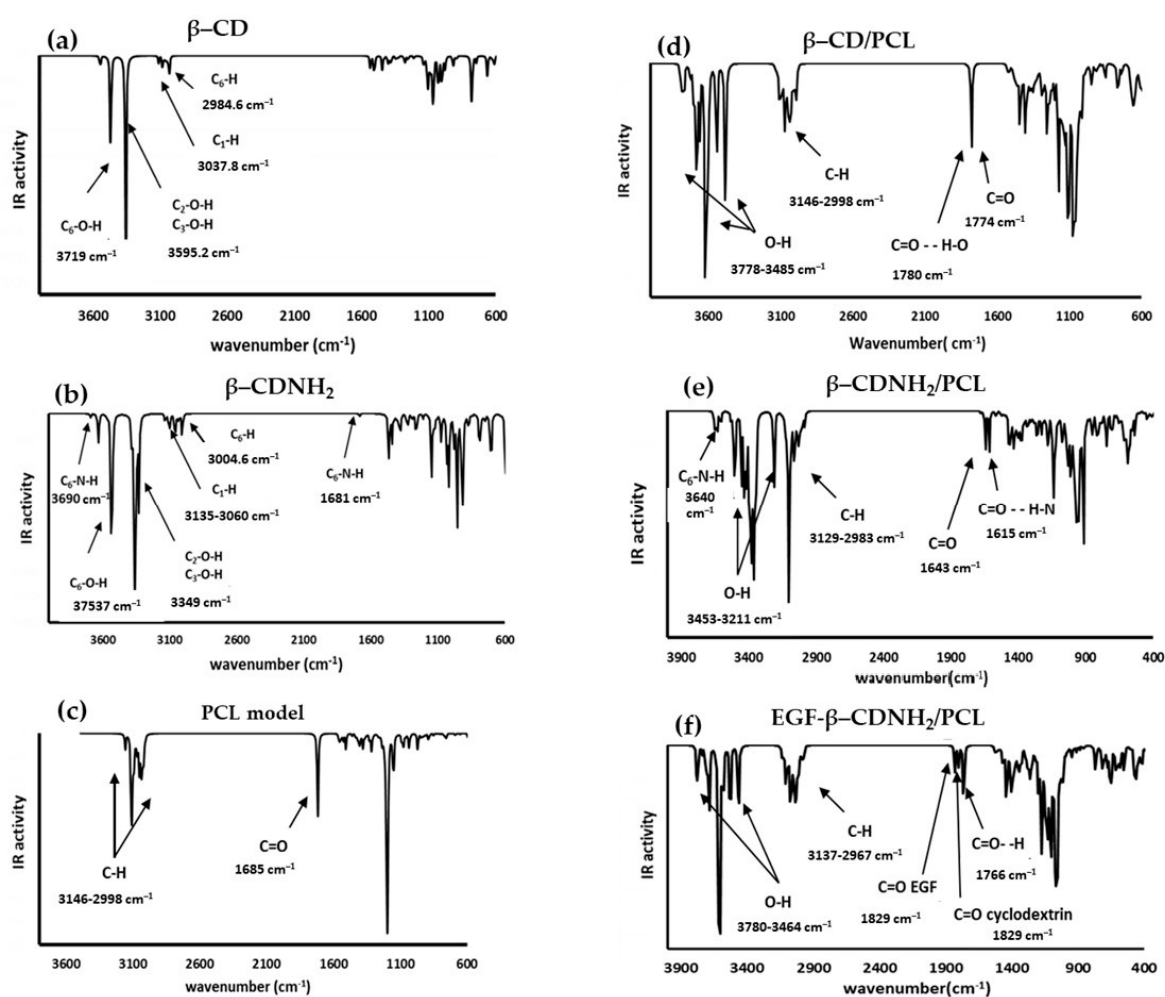 (a)
β–CD
IR activity
C₆-H
2984.6 cm⁻¹
C₁-H
3037.8 cm⁻¹
C₆-O-H
3719 cm⁻¹
C₂-O-H
C₃-O-H
3595.2 cm⁻¹
3600 3100 2600 2100 1600 1100 600
wavenumber (cm⁻¹)
(b)
β–CDNH₂
IR activity
C₆-N-H
3690 cm⁻¹
C₆-H
3004.6 cm⁻¹
C₁-H
3135-3060 cm⁻¹
C₆-N-H
1681 cm⁻¹
C₆-O-H
37537 cm⁻¹
C₂-O-H
C₃-O-H
3349 cm⁻¹
3600 3100 2600 2100 1600 1100 600
wavenumber (cm⁻¹)
(c)
PCL model
IR activity
C-H
3146-2998 cm⁻¹
C=O
1685 cm⁻¹
3600 3100 2600 2100 1600 1100 600
wavenumber (cm⁻¹)
(d)
β–CD/PCL
IR activity
C-H
3146-2998 cm⁻¹
O-H
3778-3485 cm⁻¹
C=O
1774 cm⁻¹
C=O - - H-O
1780 cm⁻¹
3600 3100 2600 2100 1600 1100 600
Wavenumber( cm⁻¹)
(e)
β–CDNH₂/PCL
IR activity
C₆-N-H
3640
cm⁻¹
O-H
3453-3211 cm⁻¹
C-H
3129-2983 cm⁻¹
C=O
1643 cm⁻¹
C=O - - H-N
1615 cm⁻¹
3900 3400 2900 2400 1900 1400 900 400
wavenumber(cm⁻¹)
(f)
EGF-β–CDNH₂/PCL
IR activity
C-H
3137-2967 cm⁻¹
O-H
3780-3464 cm⁻¹
C=O EGF
1829 cm⁻¹
C=O- -H
1766 cm⁻¹
C=O cyclodextrin
1829 cm⁻¹
3900 3400 2900 2400 1900 1400 900 400
wavenumber(cm⁻¹)